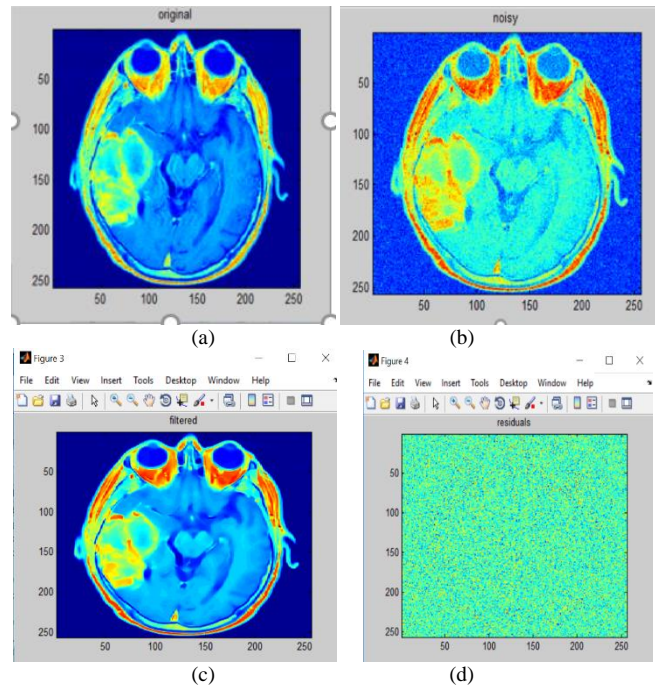 original
50
100
150
200
250
50 100 150 200 250
(a)
noisy
50
100
150
200
250
50 100 150 200 250
(b)
Figure 3
File Edit View Insert Tools Desktop Window Help
filtered
50
100
150
200
250
50 100 150 200 250
(c)
Figure 4
File Edit View Insert Tools Desktop Window Help
residuals
50
100
150
200
250
50 100 150 200 250
(d)